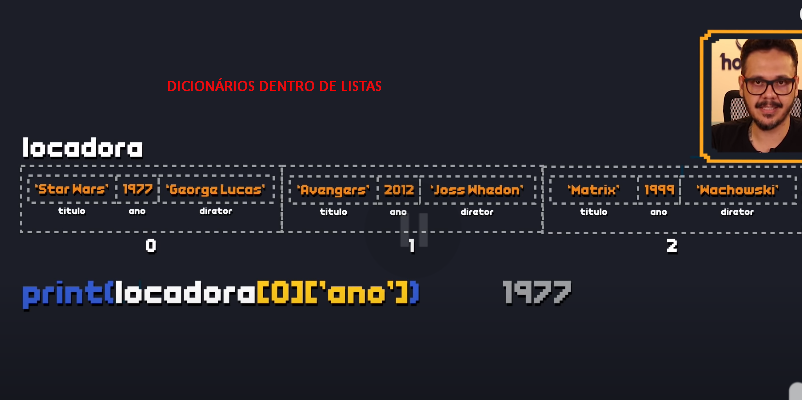 DICIONÁRIOS DENTRO DE LISTAS
ho
locadora
'Star Wars' 1977 'George Lucas' 'Avengers' 2012 'Joss Whedon' 'Matrix' 1999 'Wachowski'
titulo ano diretor titulo ano diretor titulo ano diretor
0 1 2
print(locadora[0]['ano']) 1977